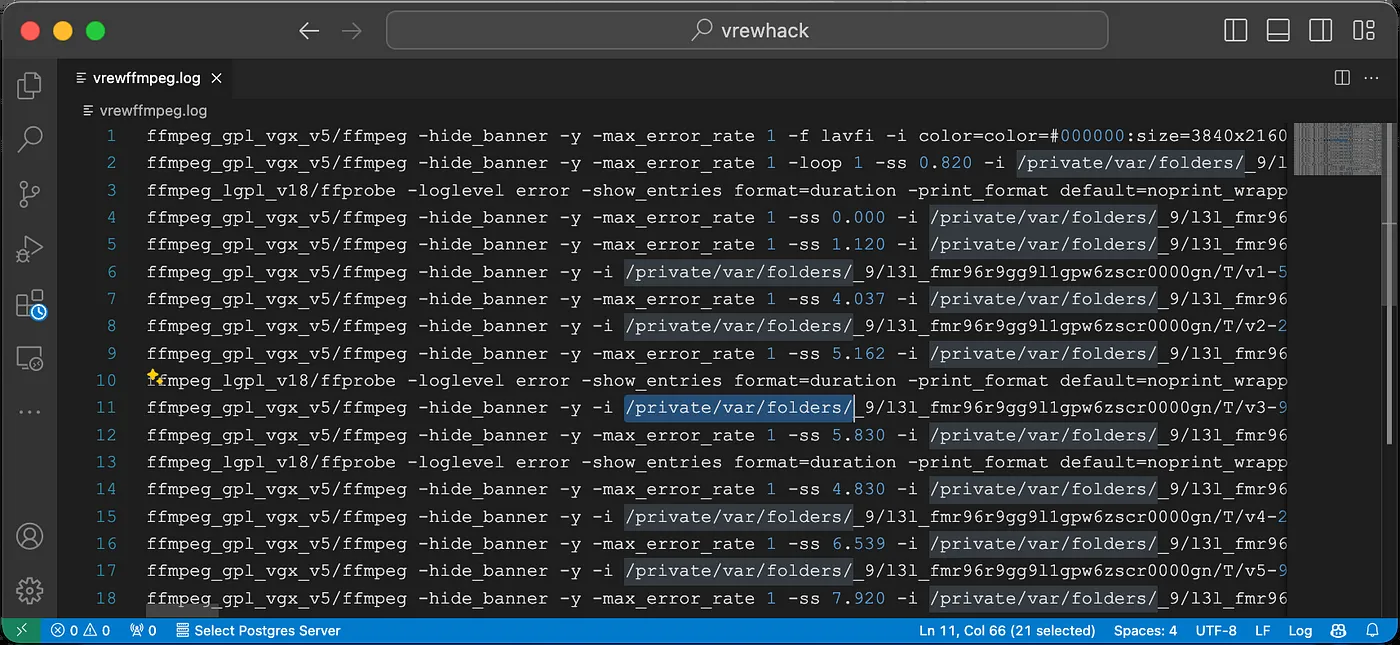 vrewhack
vrewffmpeg.log
vrewffmpeg.log
1 ffmpeg_gpl_vgx_v5/ffmpeg -hide_banner -y -max_error_rate 1 -f lavfi -i color=color=#000000:size=3840x2160
2 ffmpeg_gpl_vgx_v5/ffmpeg -hide_banner -y -max_error_rate 1 -loop 1 -ss 0.820 -i /private/var/folders/_9/l
3 ffmpeg_lgpl_v18/ffprobe -loglevel error -show_entries format=duration -print_format default=noprint_wrapp
4 ffmpeg_gpl_vgx_v5/ffmpeg -hide_banner -y -max_error_rate 1 -ss 0.000 -i /private/var/folders/_9/l3l_fmr96
5 ffmpeg_gpl_vgx_v5/ffmpeg -hide_banner -y -max_error_rate 1 -ss 1.120 -i /private/var/folders/_9/l3l_fmr96
6 ffmpeg_gpl_vgx_v5/ffmpeg -hide_banner -y -i /private/var/folders/_9/l3l_fmr96r9gg9l1gpw6zscr0000gn/T/v1-5
7 ffmpeg_gpl_vgx_v5/ffmpeg -hide_banner -y -max_error_rate 1 -ss 4.037 -i /private/var/folders/_9/l3l_fmr96
8 ffmpeg_gpl_vgx_v5/ffmpeg -hide_banner -y -i /private/var/folders/_9/l3l_fmr96r9gg9l1gpw6zscr0000gn/T/v2-2
9 ffmpeg_gpl_vgx_v5/ffmpeg -hide_banner -y -max_error_rate 1 -ss 5.162 -i /private/var/folders/_9/l3l_fmr96
10 ffmpeg_lgpl_v18/ffprobe -loglevel error -show_entries format=duration -print_format default=noprint_wrapp
11 ffmpeg_gpl_vgx_v5/ffmpeg -hide_banner -y -i /private/var/folders/_9/l3l_fmr96r9gg9l1gpw6zscr0000gn/T/v3-9
12 ffmpeg_gpl_vgx_v5/ffmpeg -hide_banner -y -max_error_rate 1 -ss 5.830 -i /private/var/folders/_9/l3l_fmr96
13 ffmpeg_lgpl_v18/ffprobe -loglevel error -show_entries format=duration -print_format default=noprint_wrapp
14 ffmpeg_gpl_vgx_v5/ffmpeg -hide_banner -y -max_error_rate 1 -ss 4.830 -i /private/var/folders/_9/l3l_fmr96
15 ffmpeg_gpl_vgx_v5/ffmpeg -hide_banner -y -i /private/var/folders/_9/l3l_fmr96r9gg9l1gpw6zscr0000gn/T/v4-2
16 ffmpeg_gpl_vgx_v5/ffmpeg -hide_banner -y -max_error_rate 1 -ss 6.539 -i /private/var/folders/_9/l3l_fmr96
17 ffmpeg_gpl_vgx_v5/ffmpeg -hide_banner -y -i /private/var/folders/_9/l3l_fmr96r9gg9l1gpw6zscr0000gn/T/v5-9
18 ffmpeg_gpl_vgx_v5/ffmpeg -hide_banner -y -max_error_rate 1 -ss 7.920 -i /private/var/folders/_9/l3l_fmr96
0 0 0 Select Postgres Server Ln 11, Col 66 (21 selected) Spaces: 4 UTF-8 LF Log